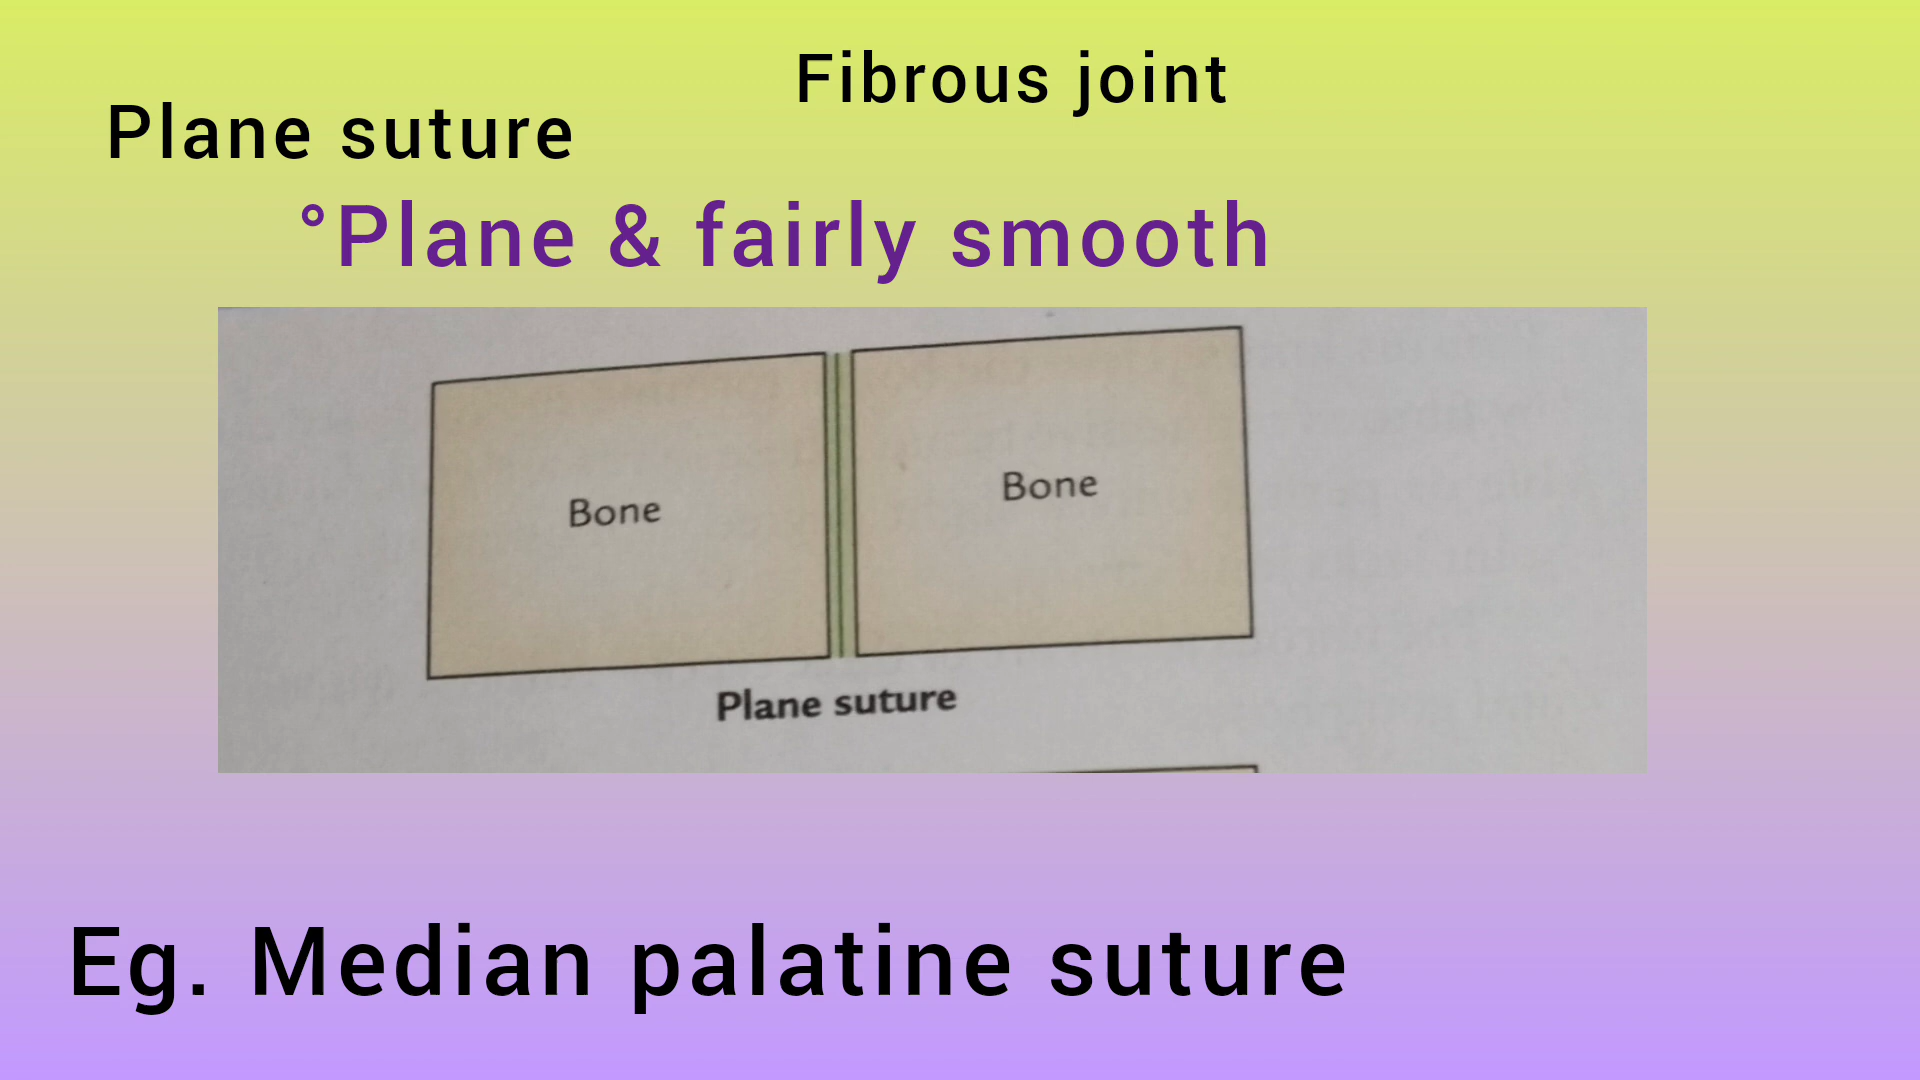 Fibrous joint
Plane suture
°Plane & fairly smooth
Bone
Bone
Plane suture
Eg. Median palatine suture